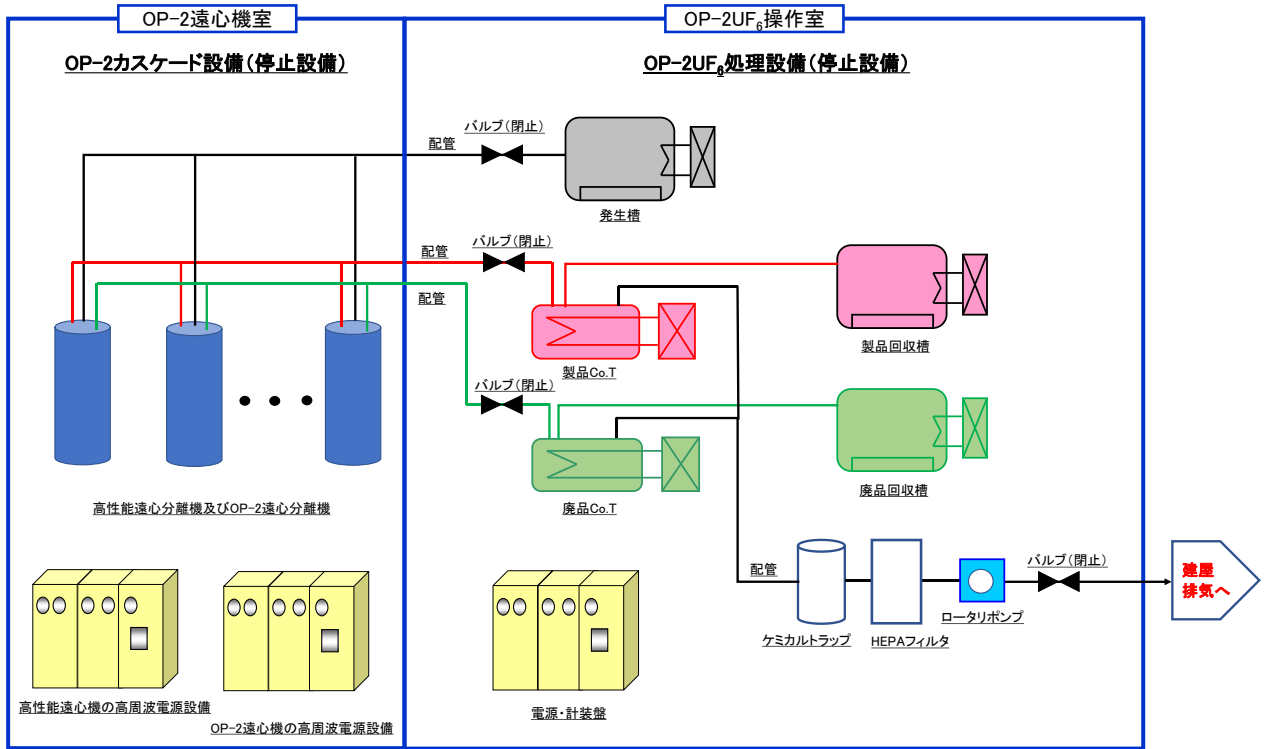 OP-2遠心機室
OP-2UF6操作室
OP-2カスケード設備(停止設備)
OP-2UF6処理設備(停止設備)
バルブ(閉止)
配管
発生槽
バルブ(閉止)
配管
配管
製品Co.T
製品回収槽
バルブ(閉止)
廃品Co.T
廃品回収槽
高性能遠心分離機及びOP-2遠心分離機
配管
バルブ(閉止)
建屋
排気へ
ケミカルトラップ
HEPAフィルタ
ロータリポンプ
高性能遠心機の高周波電源設備
OP-2遠心機の高周波電源設備
電源・計装盤